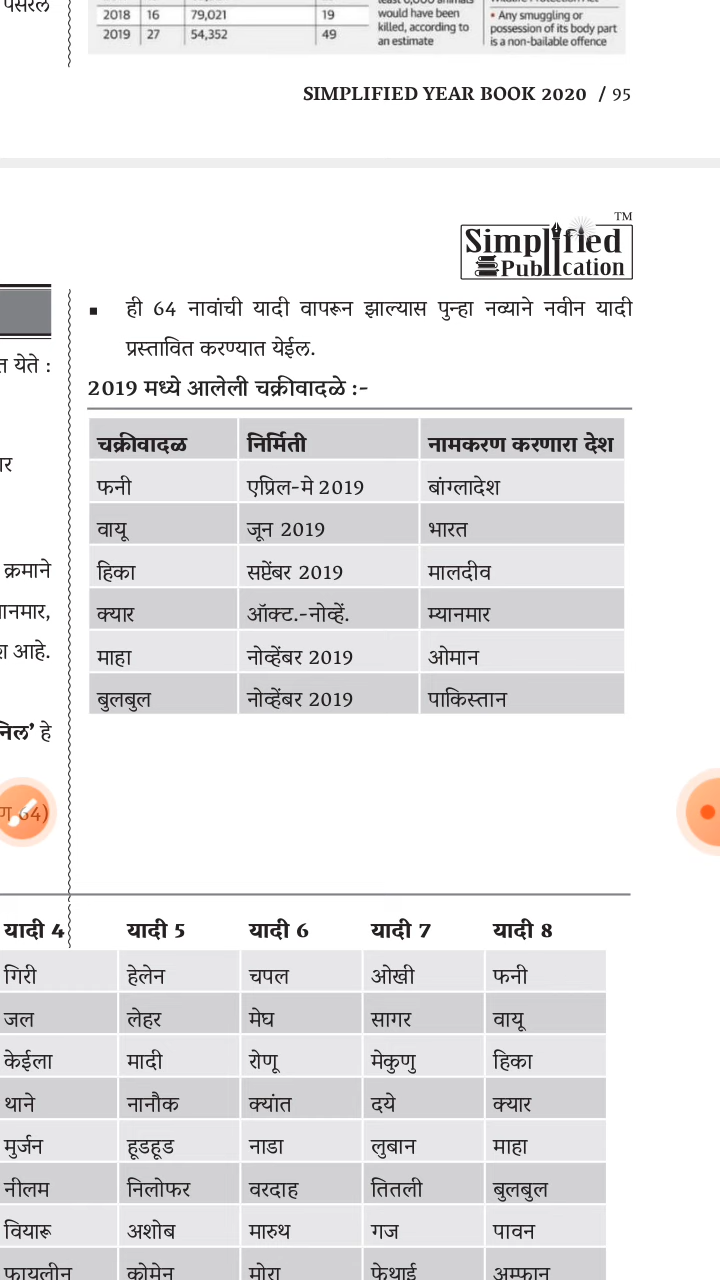 पसरल
2018 16 79,021 19
2019 27 54,352 49
would have been
killed, according to
an estimate
• Any smuggling or
possession of its body part
is a non-bailable offence
SIMPLIFIED YEAR BOOK 2020 / 95
TM
Simplified
Publication
▪ ही 64 नावांची यादी वापरून झाल्यास पुन्हा नव्याने नवीन यादी
प्रस्तावित करण्यात येईल.
त येते :
2019 मध्ये आलेली चक्रीवादळे :-
चक्रीवादळ निर्मिती नामकरण करणारा देश
फनी एप्रिल-मे 2019 बांग्लादेश
वायू जून 2019 भारत
हिका सप्टेंबर 2019 मालदीव
क्यार ऑक्ट.-नोव्हें. म्यानमार
माहा नोव्हेंबर 2019 ओमान
बुलबुल नोव्हेंबर 2019 पाकिस्तान
ार
क्रमाने
ानमार,
श आहे.
निल’ हे
64)
यादी 4 यादी 5 यादी 6 यादी 7 यादी 8
गिरी हेलेन चपल ओखी फनी
जल लेहर मेघ सागर वायू
केईला मादी रोणू मेकुणु हिका
थाने नानौक क्यांत दये क्यार
मुर्जन हूडहूड नाडा लुबान माहा
नीलम निलोफर वरदाह तितली बुलबुल
वियारू अशोब मारुथ गज पावन
फायलीन कोमेन मोरा फेथाई अम्फान